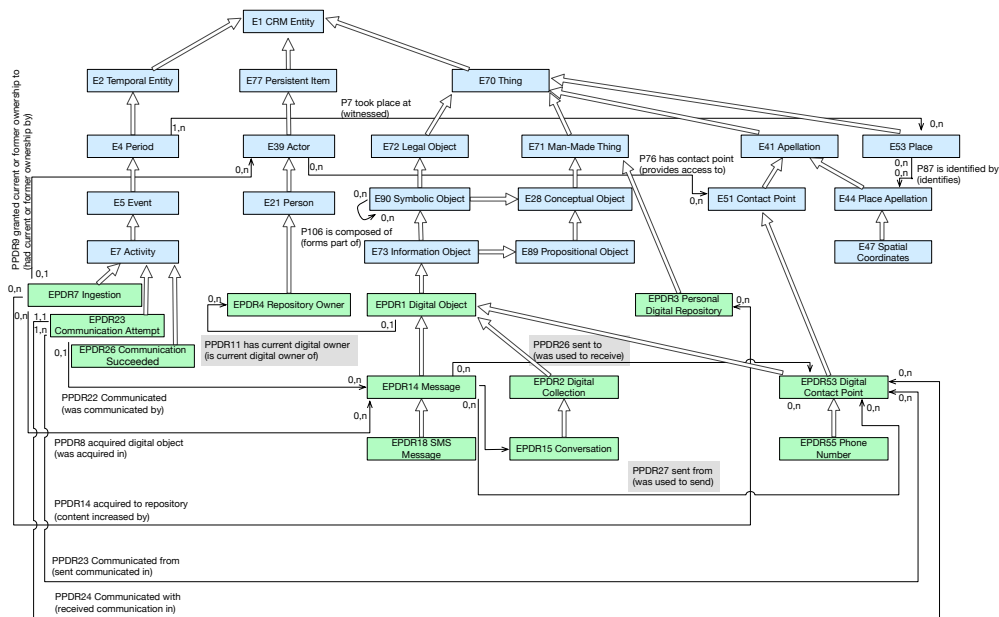 E1 CRM Entity
E2 Temporal Entity
E77 Persistent Item
E70 Thing
P7 took place at
(witnessed)
1,n
0,n
E4 Period
E39 Actor
E72 Legal Object
E71 Man-Made Thing
E41 Apellation
E53 Place
0,n
0,n
P76 has contact point
(provides access to)
0,n
0,n
P87 is identified by
(identifies)
0,n
0,n
0,n
E5 Event
E21 Person
E90 Symbolic Object
E28 Conceptual Object
E51 Contact Point
E44 Place Apellation
0,n
P106 is composed of
(forms part of)
E7 Activity
E73 Information Object
E89 Propositional Object
E47 Spatial
Coordinates
PPDR9 granted current or former ownership to
(had current or former ownership by)
0,1
EPDR7 Ingestion
0,n
0,n
EPDR4 Repository Owner
0,n
EPDR1 Digital Object
0,1
EPDR3 Personal
Digital Repository
0,n
1,1
1,n
EPDR23
Communication Attempt
0,1
EPDR26 Communication
Succeeded
PPDR11 has current digital owner
(is current digital owner of)
PPDR26 sent to
(was used to receive)
0,n
0,n
0,n
EPDR14 Message
0,n
EPDR2 Digital
Collection
EPDR53 Digital
Contact Point
0,n
0,n
0,n
0,n
PPDR22 Communicated
(was communicated by)
0,n
PPDR8 acquired digital object
(was acquired in)
EPDR18 SMS
Message
EPDR15 Conversation
EPDR55 Phone
Number
PPDR27 sent from
(was used to send)
PPDR14 acquired to repository
(content increased by)
PPDR23 Communicated from
(sent communicated in)
PPDR24 Communicated with
(received communication in)